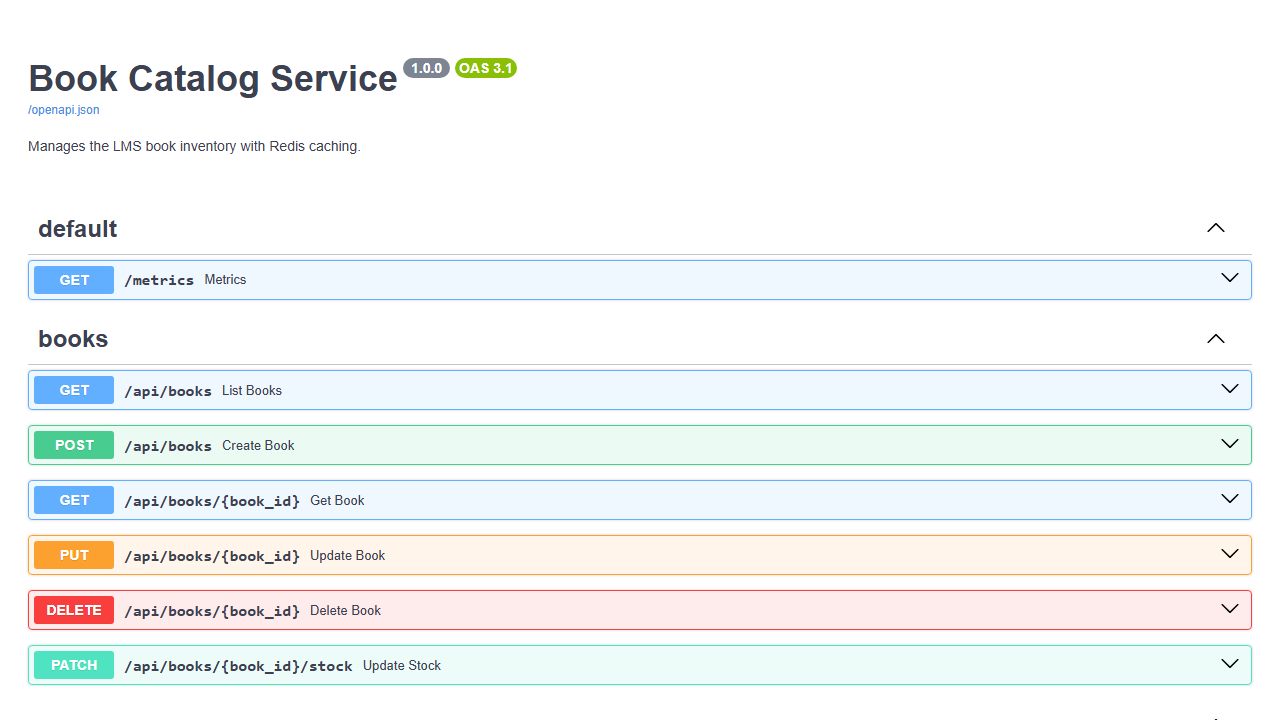 Book Catalog Service 1.0.0 OAS 3.1
/openapi.json
Manages the LMS book inventory with Redis caching.
default
GET /metrics Metrics
books
GET /api/books List Books
POST /api/books Create Book
GET /api/books/{book_id} Get Book
PUT /api/books/{book_id} Update Book
DELETE /api/books/{book_id} Delete Book
PATCH /api/books/{book_id}/stock Update Stock